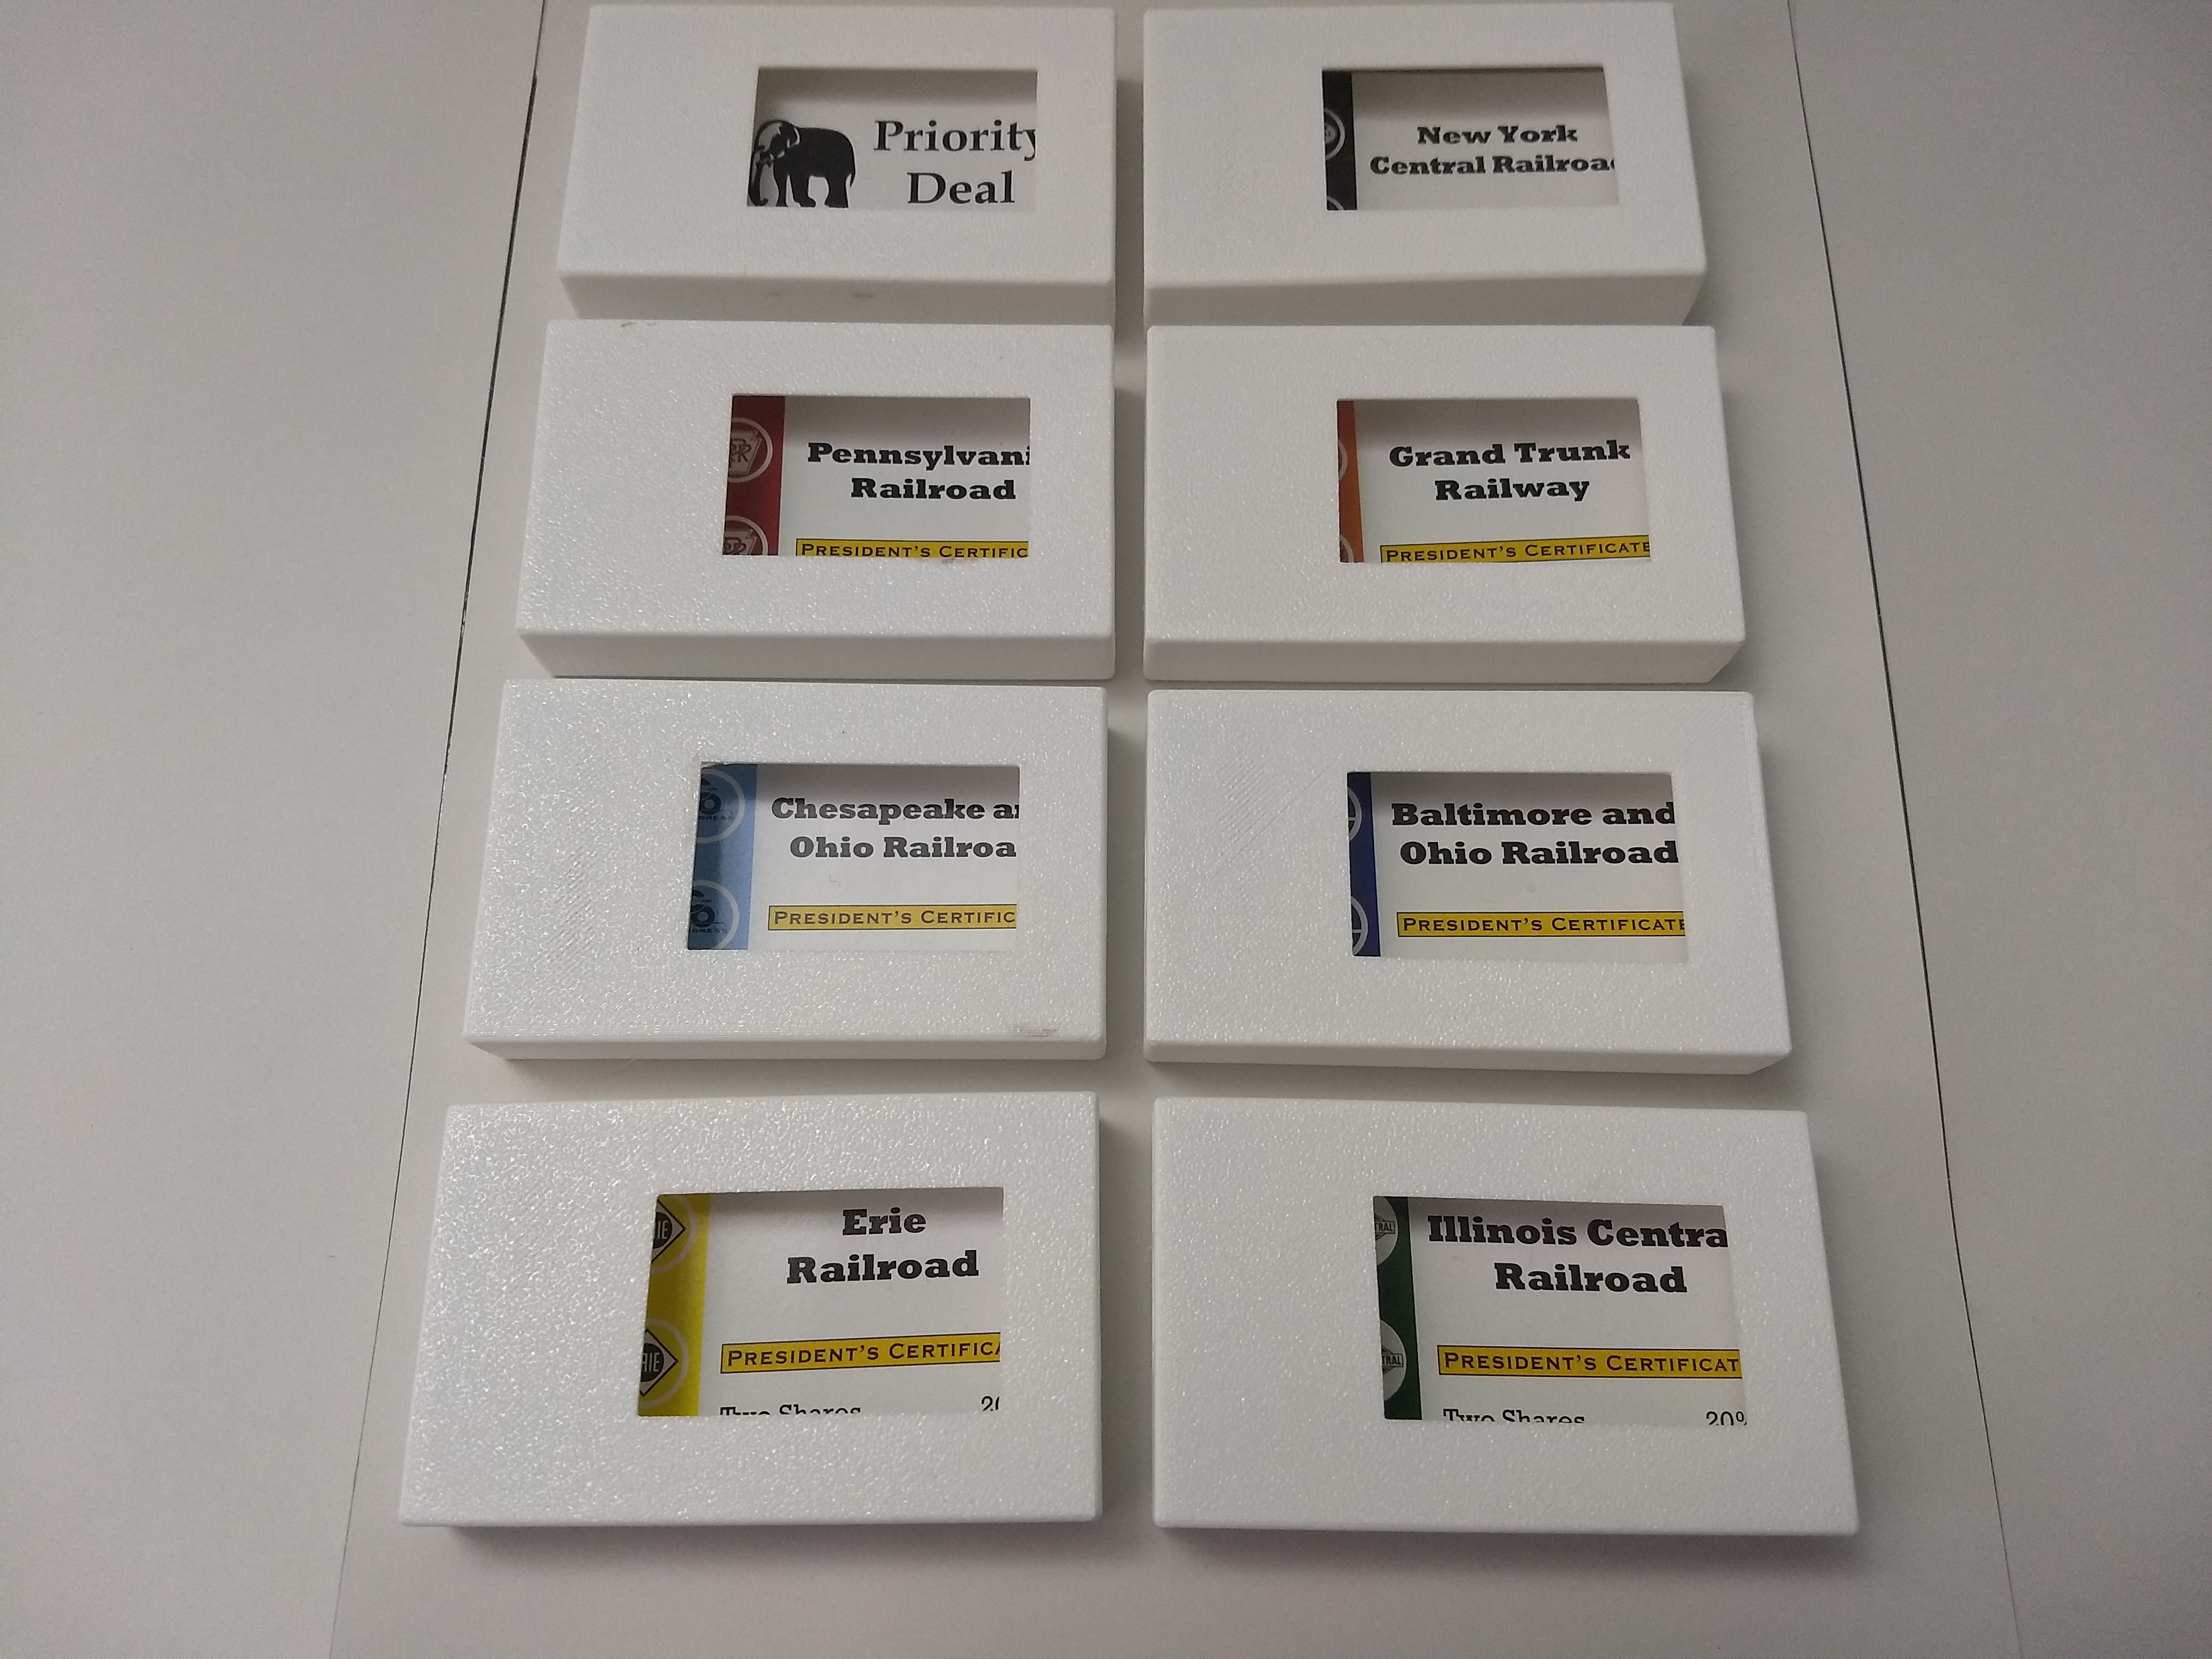 Priority
Deal
New York
Central Railroa
Pennsylvani
Railroad
PRESIDENT'S CERTIFIC
Grand Trunk
Railway
PRESIDENT'S CERTIFICATE
Chesapeake a
Ohio Railroa
PRESIDENT'S CERTIFIC
Baltimore and
Ohio Railroad
PRESIDENT'S CERTIFICATE
Erie
Railroad
PRESIDENT'S CERTIFICA
Two Shares 20
Illinois Centra
Railroad
PRESIDENT'S CERTIFICAT
Two Shares 20%